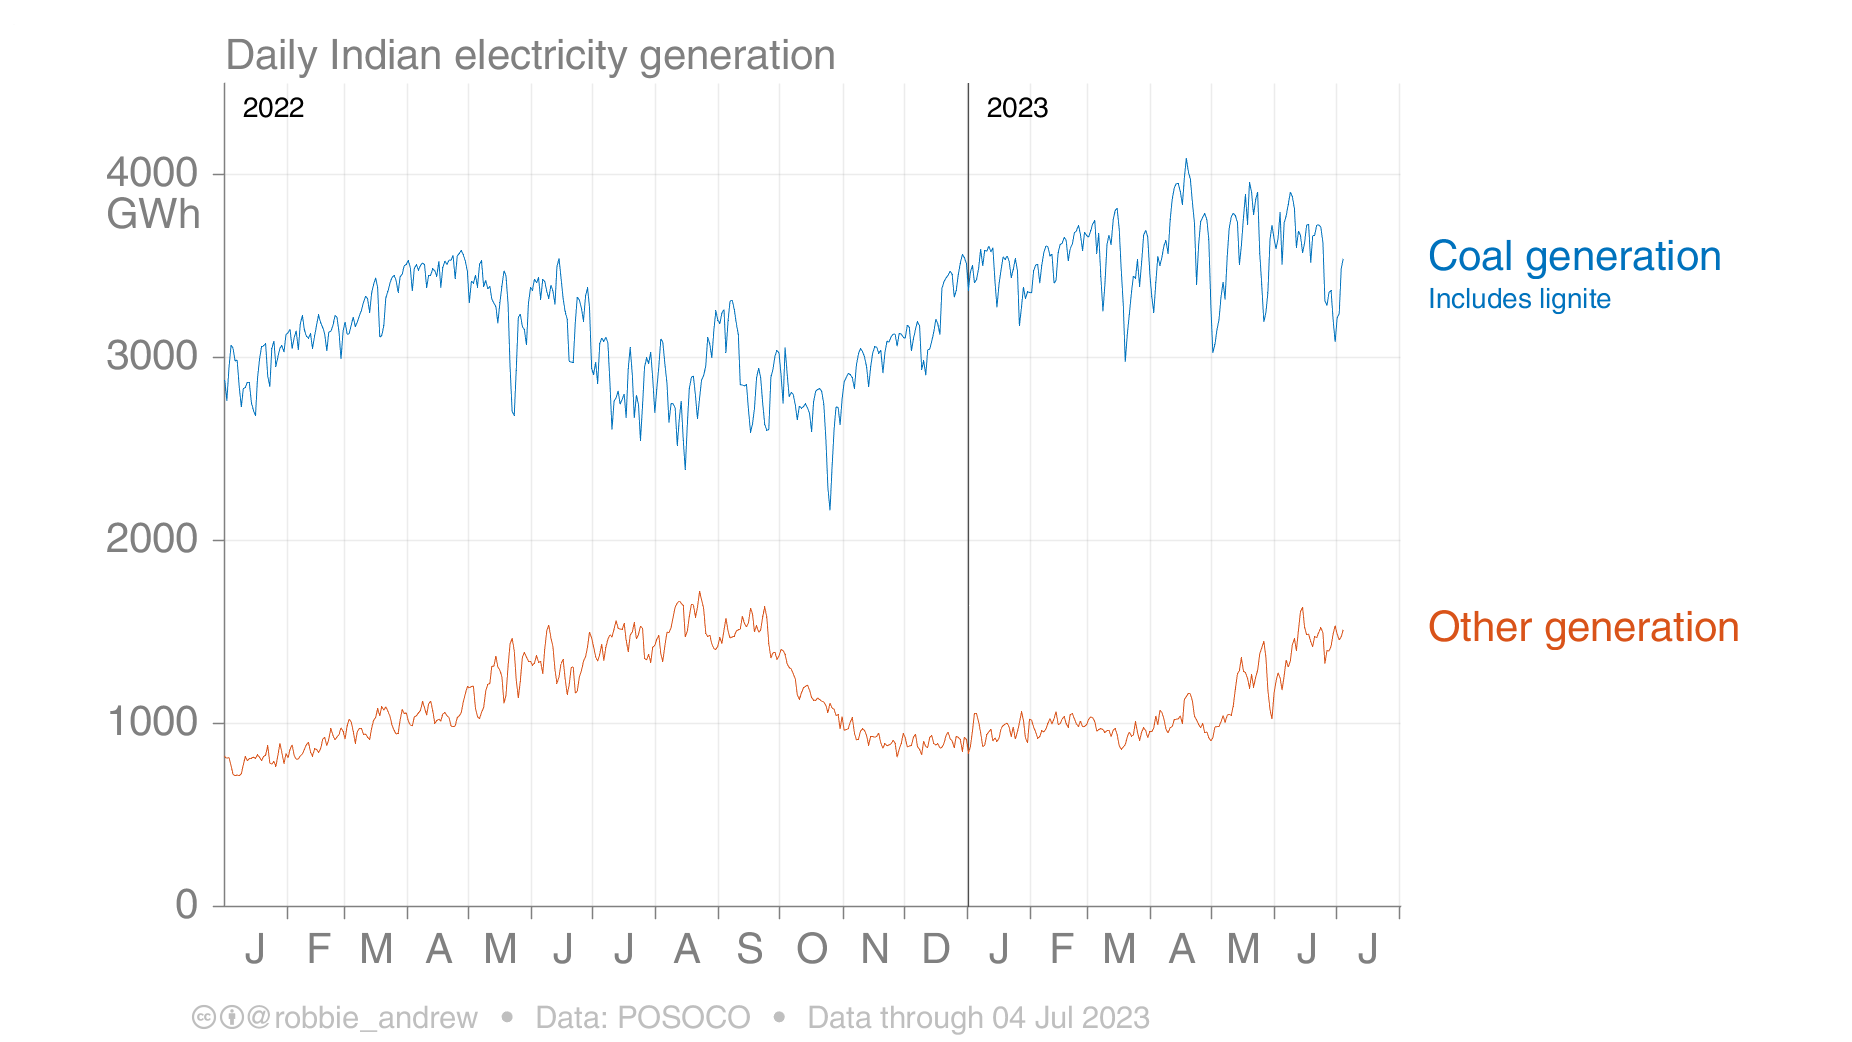 Daily Indian electricity generation
2022
2023
4000
GWh
3000
2000
1000
0
Coal generation
Includes lignite
Other generation
J F M A M J J A S O N D J F M A M J J
cc @robbie_andrew • Data: POSOCO • Data through 04 Jul 2023